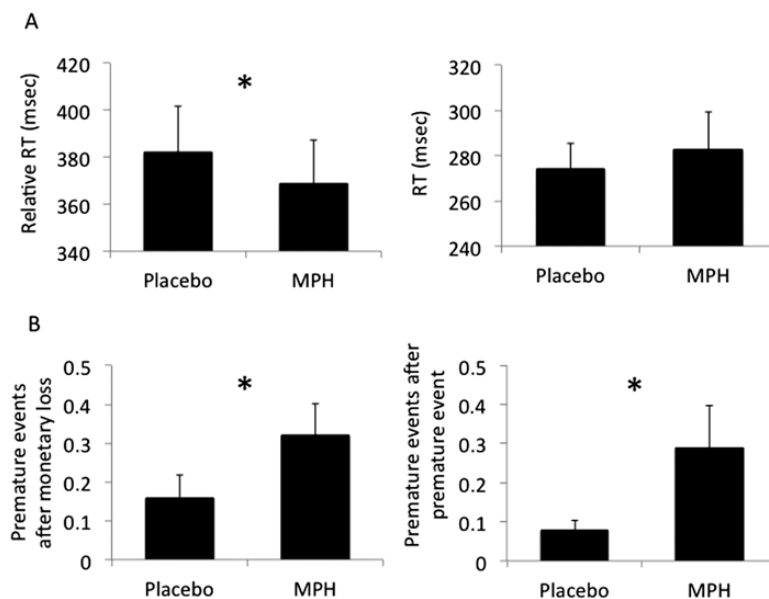 A
Relative RT (msec)
420
400
380
360
340
*
Placebo
MPH
RT (msec)
320
300
280
260
240
Placebo
MPH
B
Premature events
after monetary loss
0.5
0.4
0.3
0.2
0.1
0
*
Placebo
MPH
Premature events after
premature event
0.5
0.4
0.3
0.2
0.1
0
*
Placebo
MPH